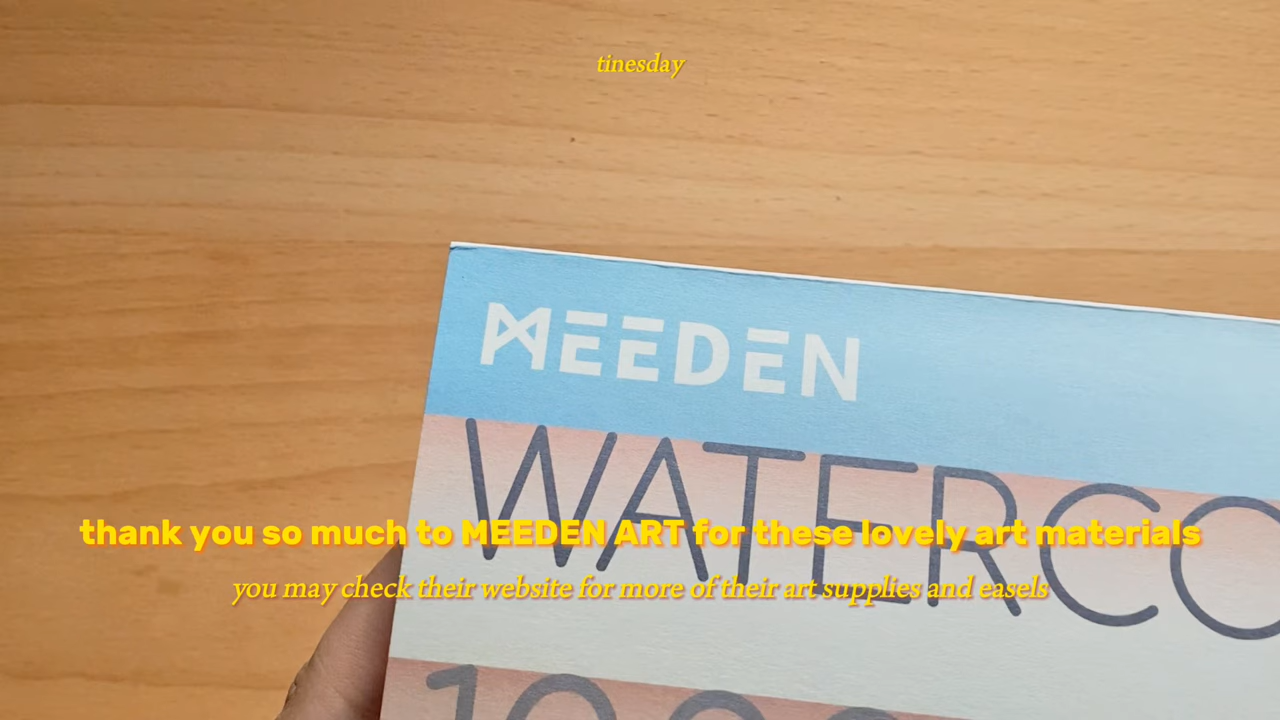 tinesday
MEEDEN
WATERCO
thank you so much to MEEDEN ART for these lovely art materials
you may check their website for more of their art supplies and easels